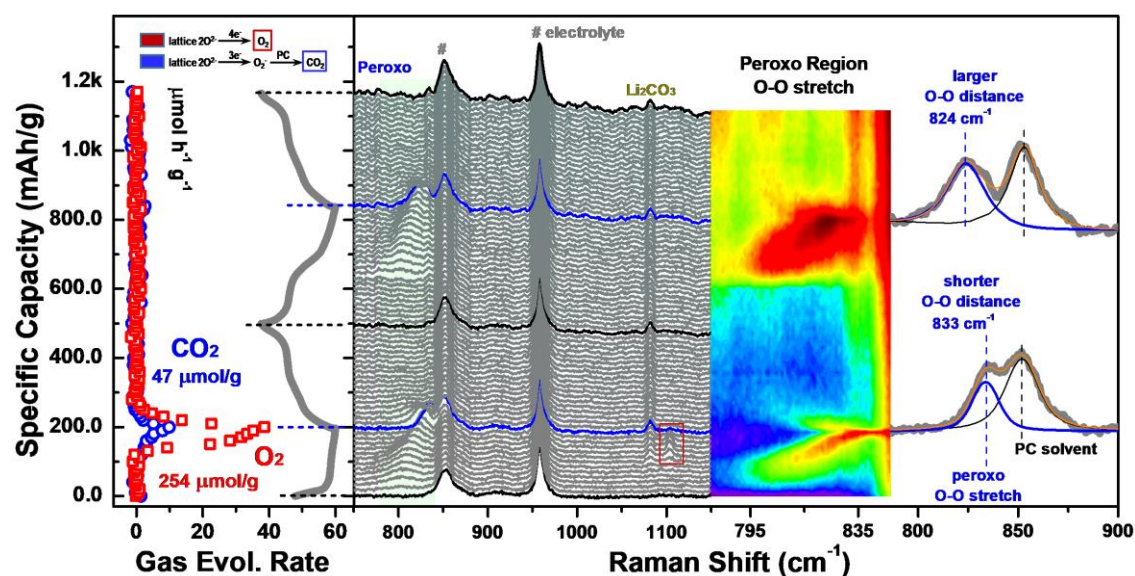 lattice 2O²⁻ 4e⁻ O₂
lattice 2O²⁻ 3e⁻ O₂⁻ PC CO₂
μmol h⁻¹ g⁻¹
Specific Capacity (mAh/g)
1.2k
1.0k
800.0
600.0
400.0
200.0
0.0
CO₂
47 μmol/g
O₂
254 μmol/g
0 20 40 60
Gas Evol. Rate
#
# electrolyte
Peroxo
Li₂CO₃
800 900 1000 1100
Peroxo Region
O-O stretch
795 835
larger
O-O distance
824 cm⁻¹
shorter
O-O distance
833 cm⁻¹
PC solvent
peroxo
O-O stretch
800 850 900
Raman Shift (cm⁻¹)